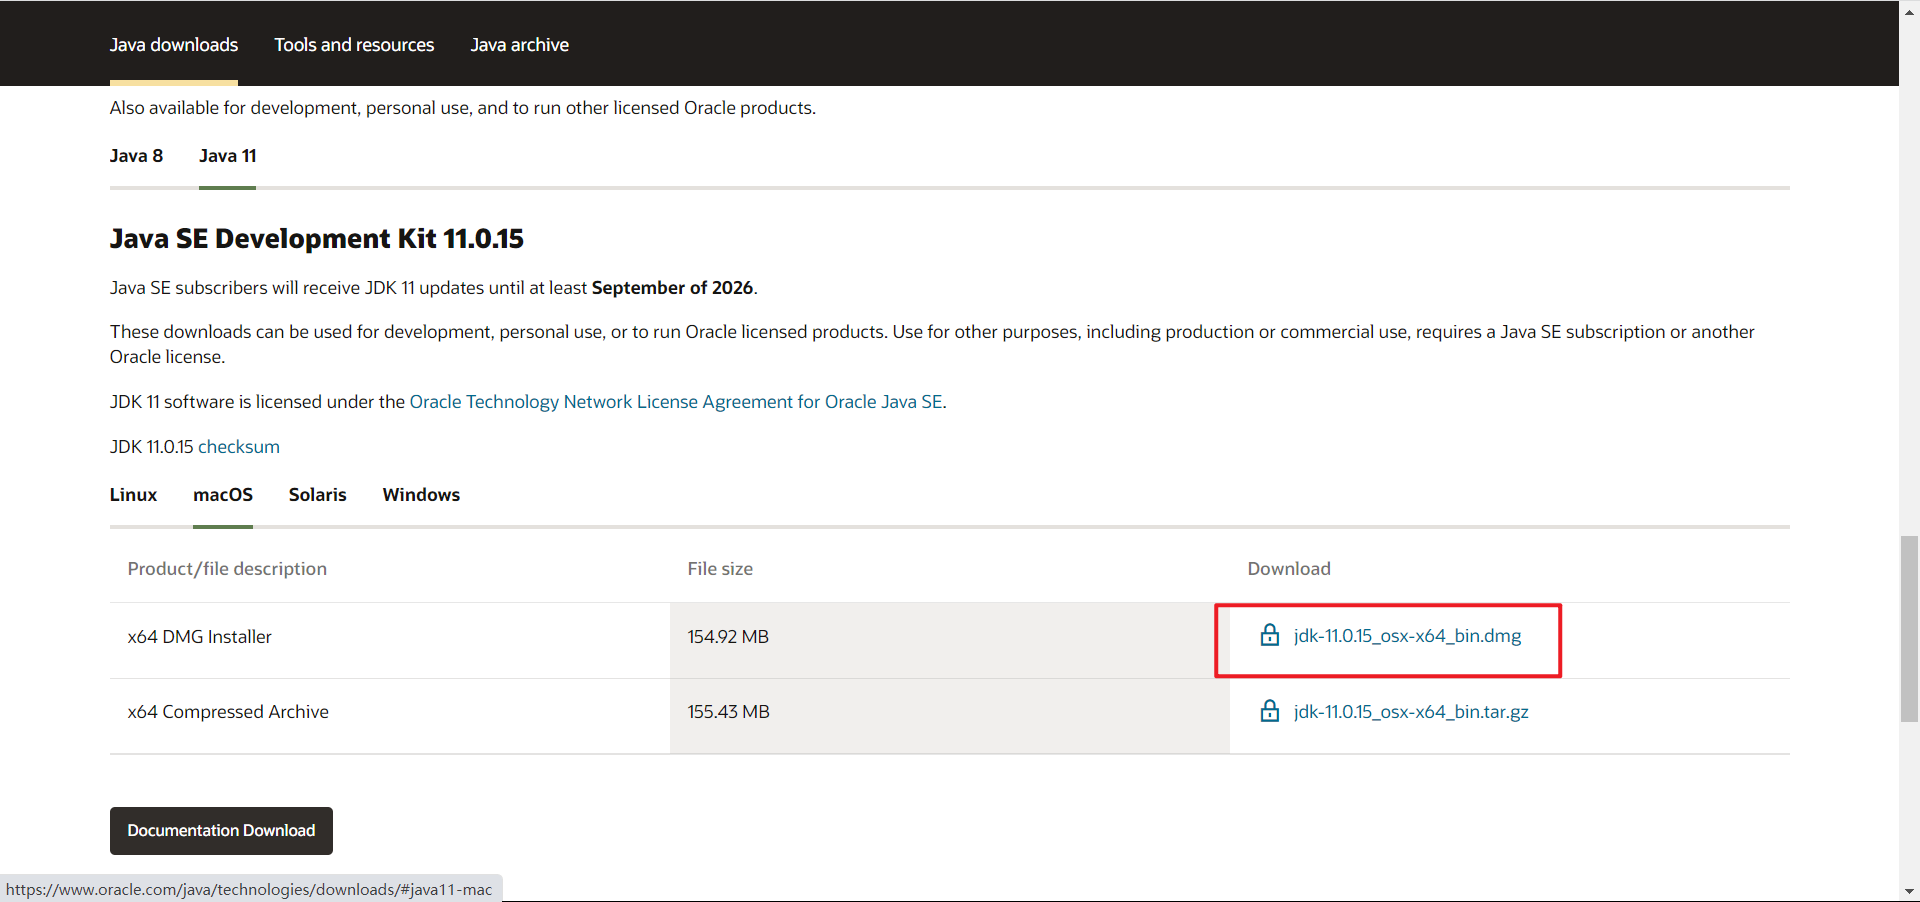 Java downloads Tools and resources Java archive
Also available for development, personal use, and to run other licensed Oracle products.
Java 8 Java 11
Java SE Development Kit 11.0.15
Java SE subscribers will receive JDK 11 updates until at least September of 2026.
These downloads can be used for development, personal use, or to run Oracle licensed products. Use for other purposes, including production or commercial use, requires a Java SE subscription or another
Oracle license.
JDK 11 software is licensed under the Oracle Technology Network License Agreement for Oracle Java SE.
JDK 11.0.15 checksum
Linux macOS Solaris Windows
Product/file description File size Download
x64 DMG Installer 154.92 MB jdk-11.0.15_osx-x64_bin.dmg
x64 Compressed Archive 155.43 MB jdk-11.0.15_osx-x64_bin.tar.gz
Documentation Download
https://www.oracle.com/java/technologies/downloads/#java11-mac